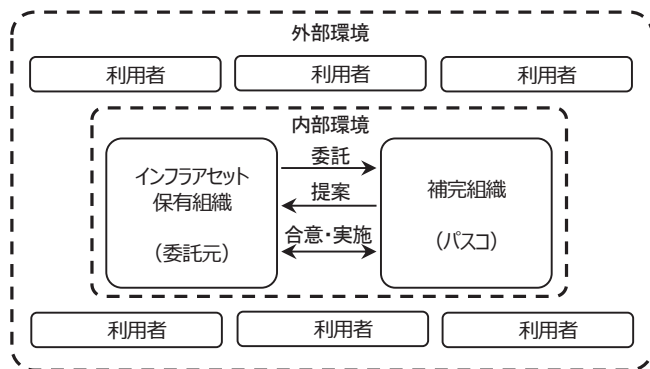 外部環境
利用者
利用者
利用者
内部環境
インフラアセット
保有組織
(委託元)
委託
提案
合意・実施
補完組織
(パスコ)
利用者
利用者
利用者